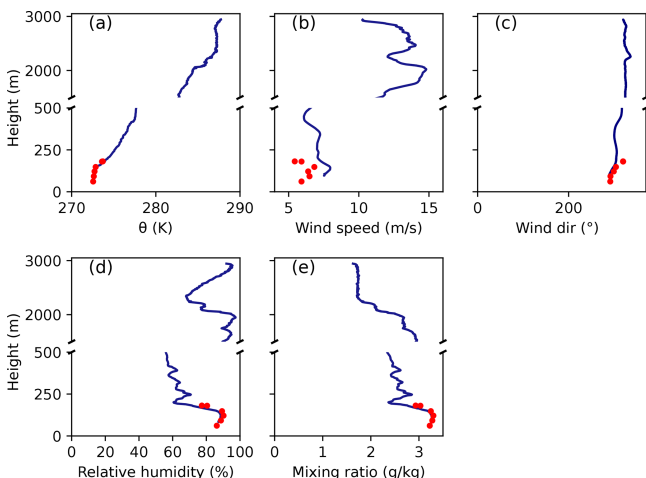 (a) (b) (c)
3000
2000
500
250
0
Height (m)
270 280 290
θ (K)
5 10 15
Wind speed (m/s)
0 200
Wind dir (°)
(d) (e)
3000
2000
500
250
0
Height (m)
0 20 40 60 80 100
Relative humidity (%)
0 1 2 3
Mixing ratio (g/kg)